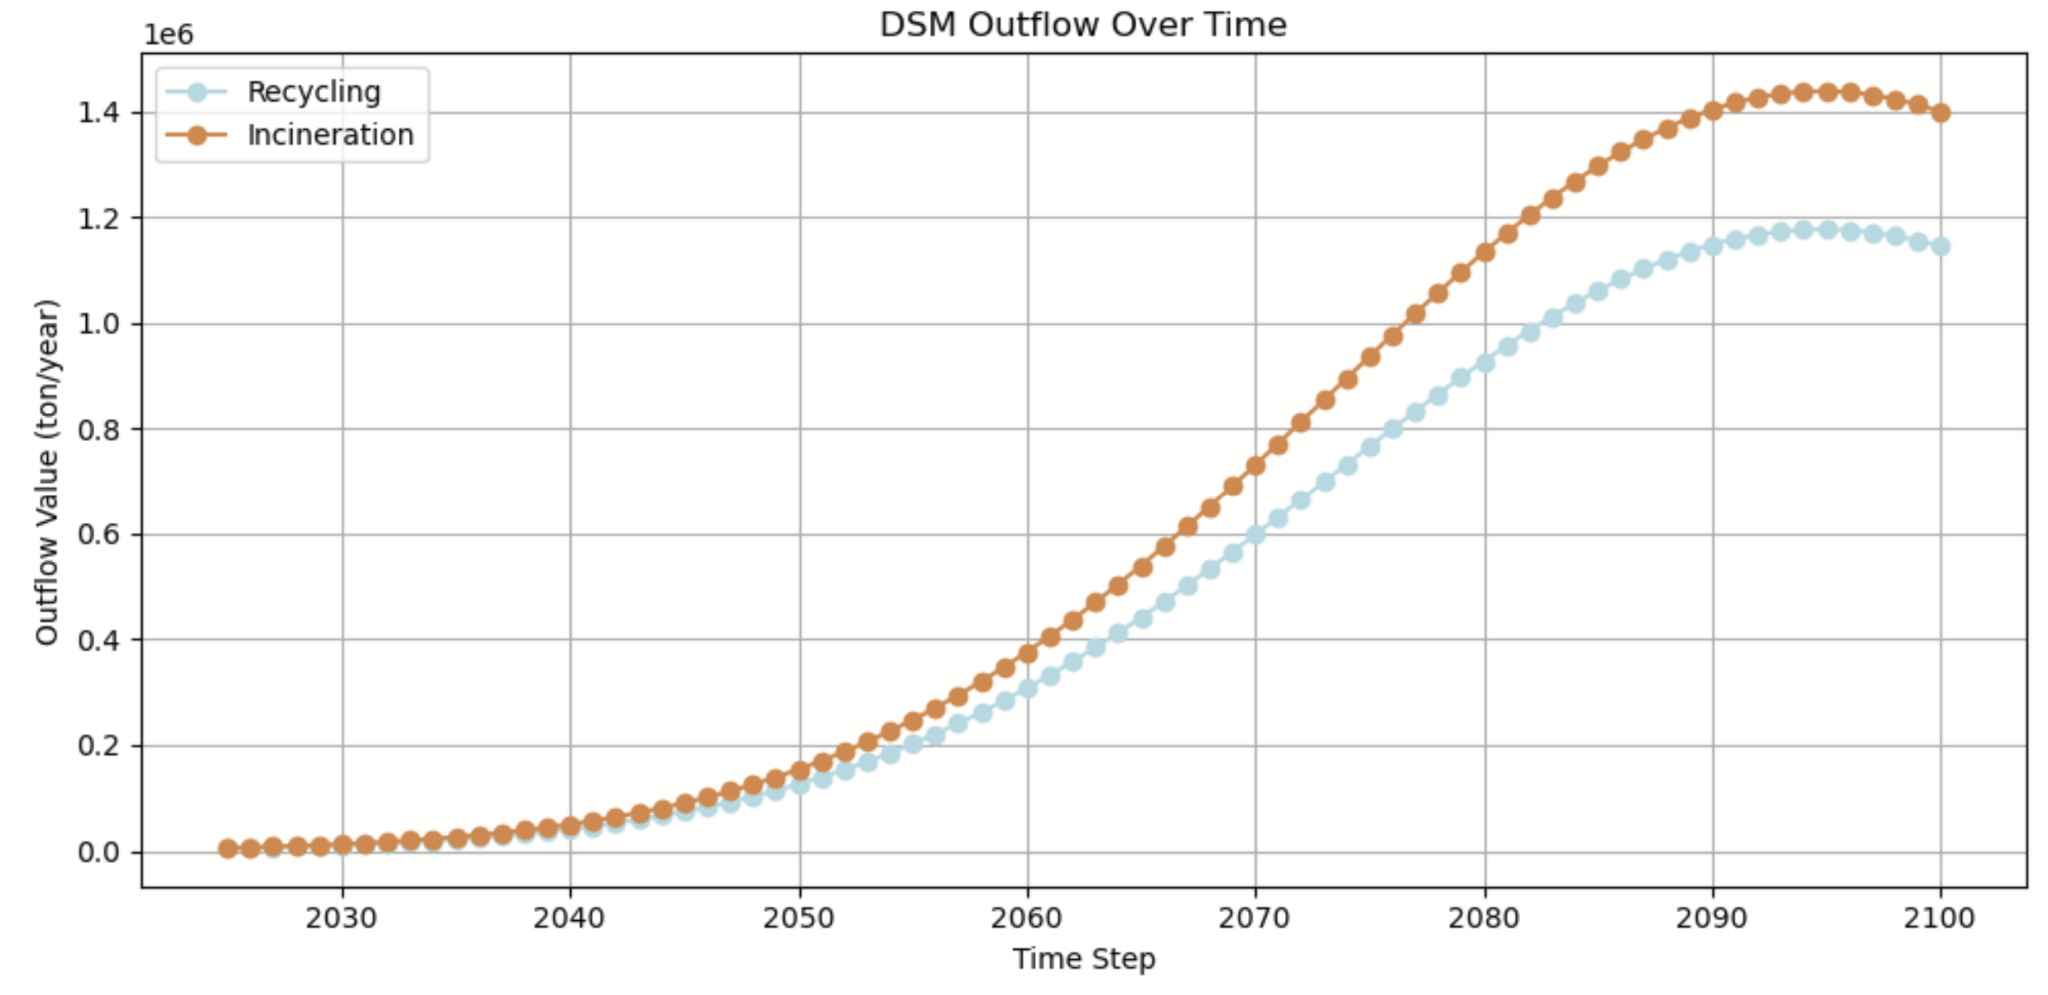 DSM Outflow Over Time
1e6
Recycling
Incineration
1.4
1.2
1.0
0.8
0.6
0.4
0.2
0.0
Outflow Value (ton/year)
2030 2040 2050 2060 2070 2080 2090 2100
Time Step